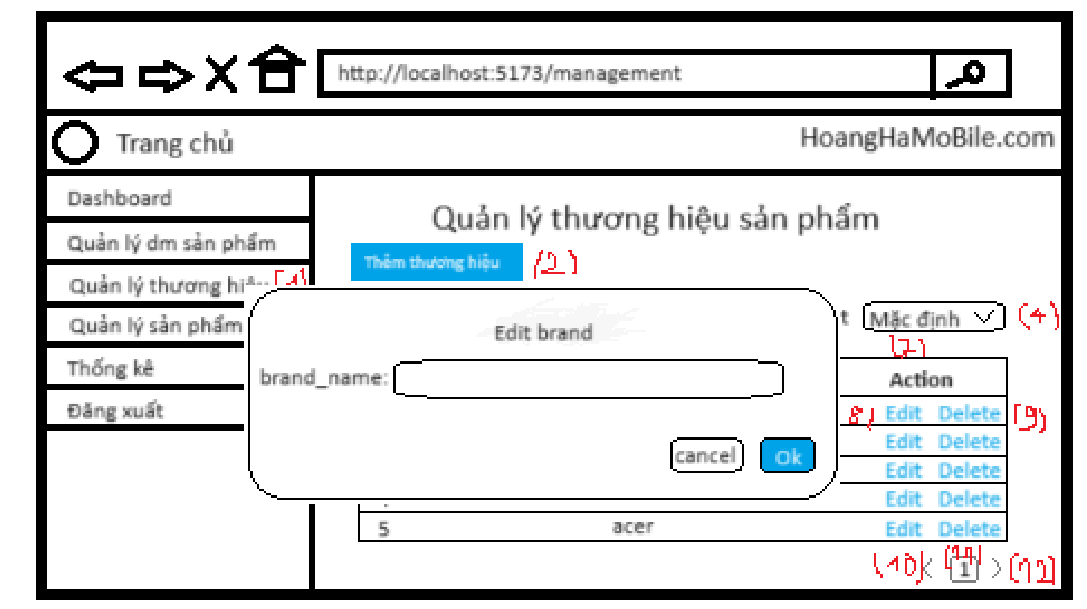 http://localhost:5173/management
Trang chủ
HoangHaMoBile.com
Dashboard
Quản lý dm sản phẩm
Quản lý thương
Quản lý sản phẩm
Thống kê
Đăng xuất
Quản lý thương hiệu sản phẩm
Thêm thương hiệu
t Mặc định (4)
Edit brand
brand_name:
cancel Ok
Action
8) Edit Delete (9)
Edit Delete
Edit Delete
Edit Delete
5 acer Edit Delete
(10) < 1 >